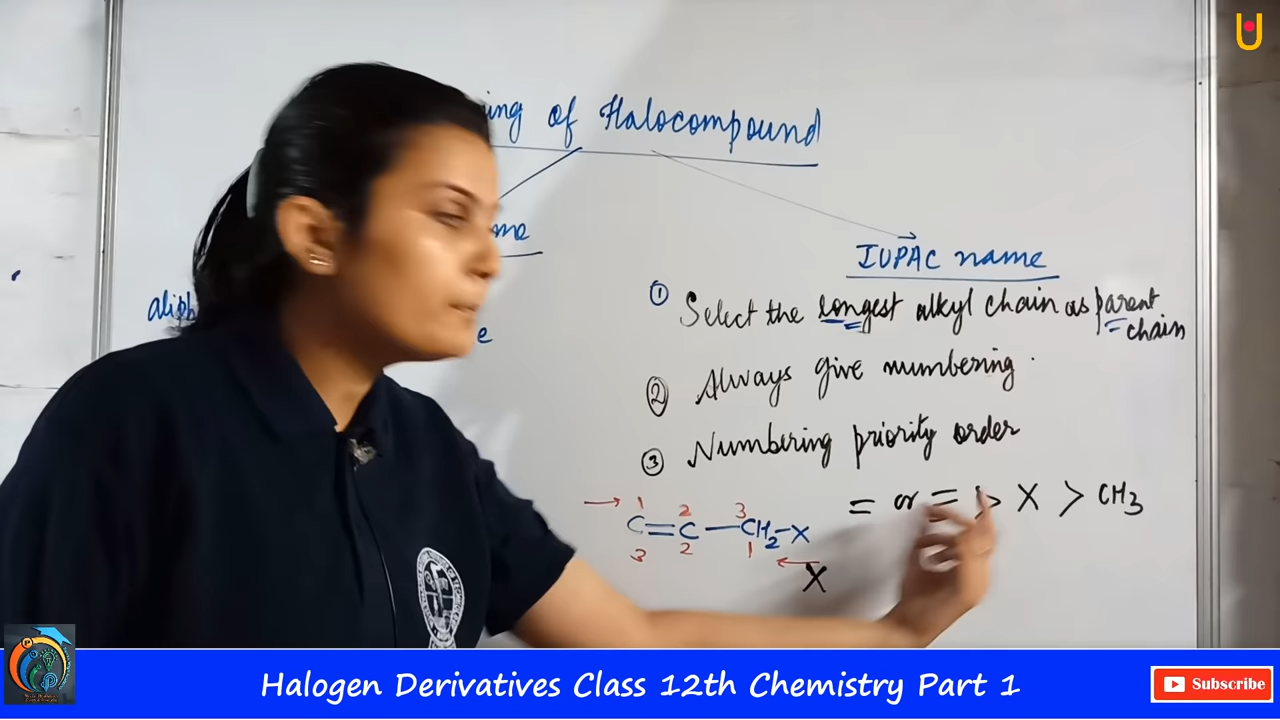 ing of Halocompound
me
IUPAC name
aliph
e
① Select the longest alkyl chain as parent
chain
② Always give numbering
③ Numbering priority order
= or ≡ > X > CH3
→ 1 2 3
C=C-CH2-X
3 2 1 ←
X
Halogen Derivatives Class 12th Chemistry Part 1
Subscribe